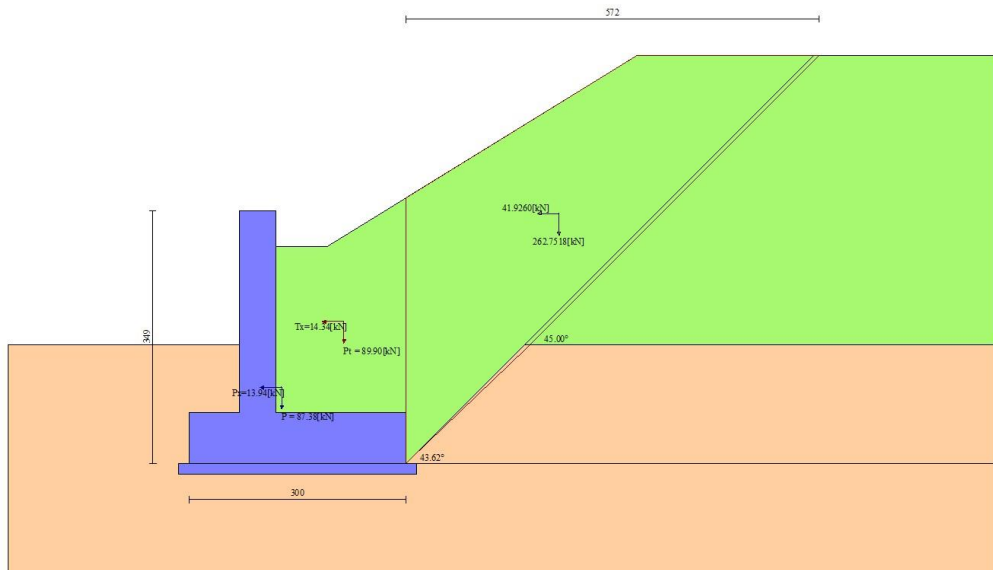 572
41.9260[kN]
262.7518[kN]
349
Tx=14.34[kN]
Pt = 89.90[kN]
45.00°
Px=13.94[kN]
P = 87.38[kN]
43.62°
300